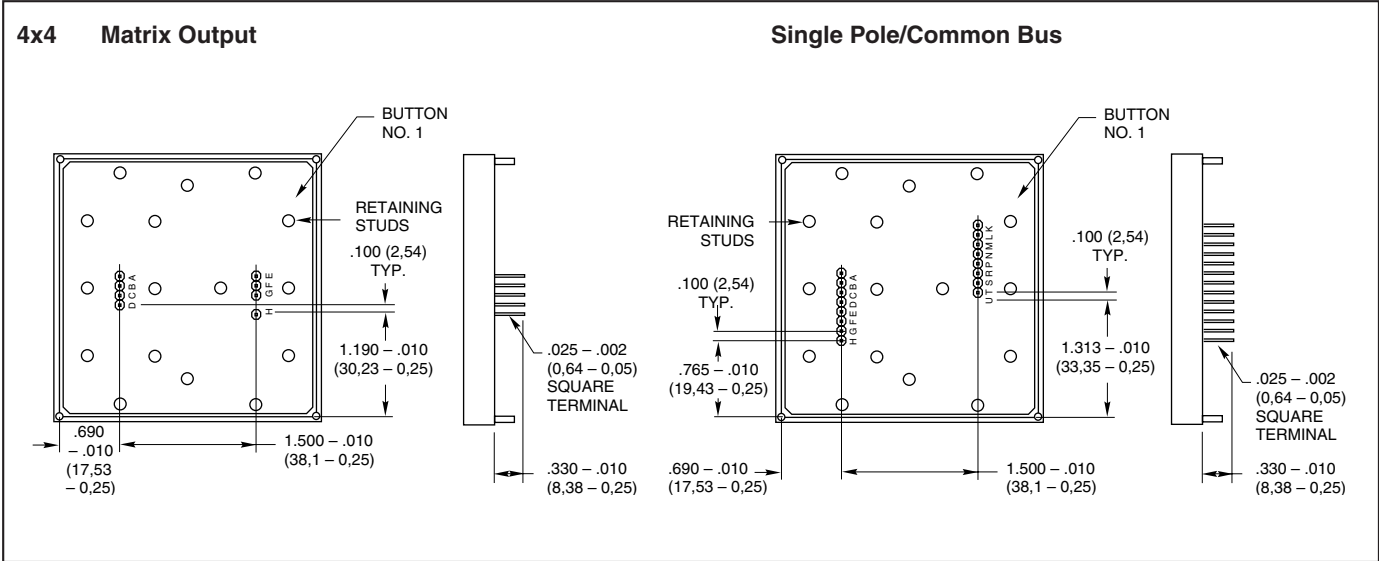 4x4 Matrix Output
Single Pole/Common Bus
BUTTON
NO. 1
RETAINING
STUDS
.100 (2,54)
TYP.
DCBA
GFE
H
1.190 – .010
(30,23 – 0,25)
.690
– .010
(17,53
– 0,25)
1.500 – .010
(38,1 – 0,25)
.025 – .002
(0,64 – 0,05)
SQUARE
TERMINAL
.330 – .010
(8,38 – 0,25)
BUTTON
NO. 1
RETAINING
STUDS
.100 (2,54)
TYP.
HGFEDCBA
UTSRPNMLK
.100 (2,54)
TYP.
.765 – .010
(19,43 – 0,25)
1.313 – .010
(33,35 – 0,25)
.690 – .010
(17,53 – 0,25)
1.500 – .010
(38,1 – 0,25)
.025 – .002
(0,64 – 0,05)
SQUARE
TERMINAL
.330 – .010
(8,38 – 0,25)